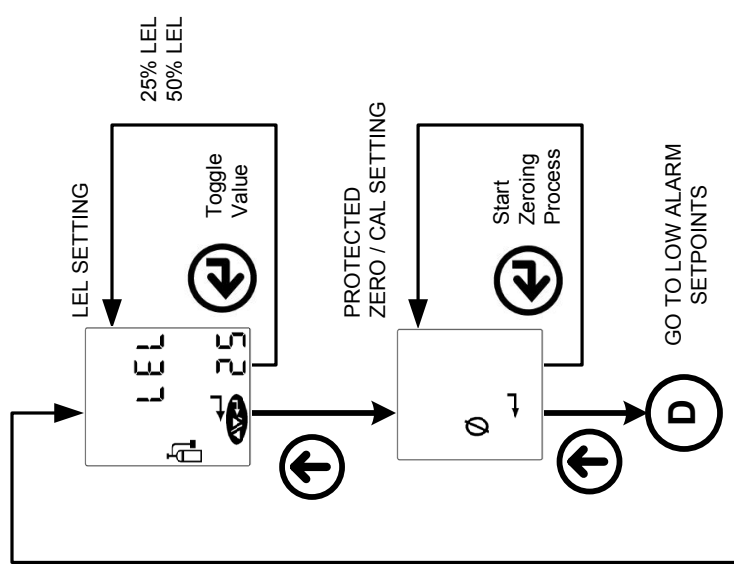 LEL SETTING
25% LEL
50% LEL
LEL
25
Toggle
Value
PROTECTED
ZERO / CAL SETTING
Ø
Start
Zeroing
Process
D
GO TO LOW ALARM
SETPOINTS